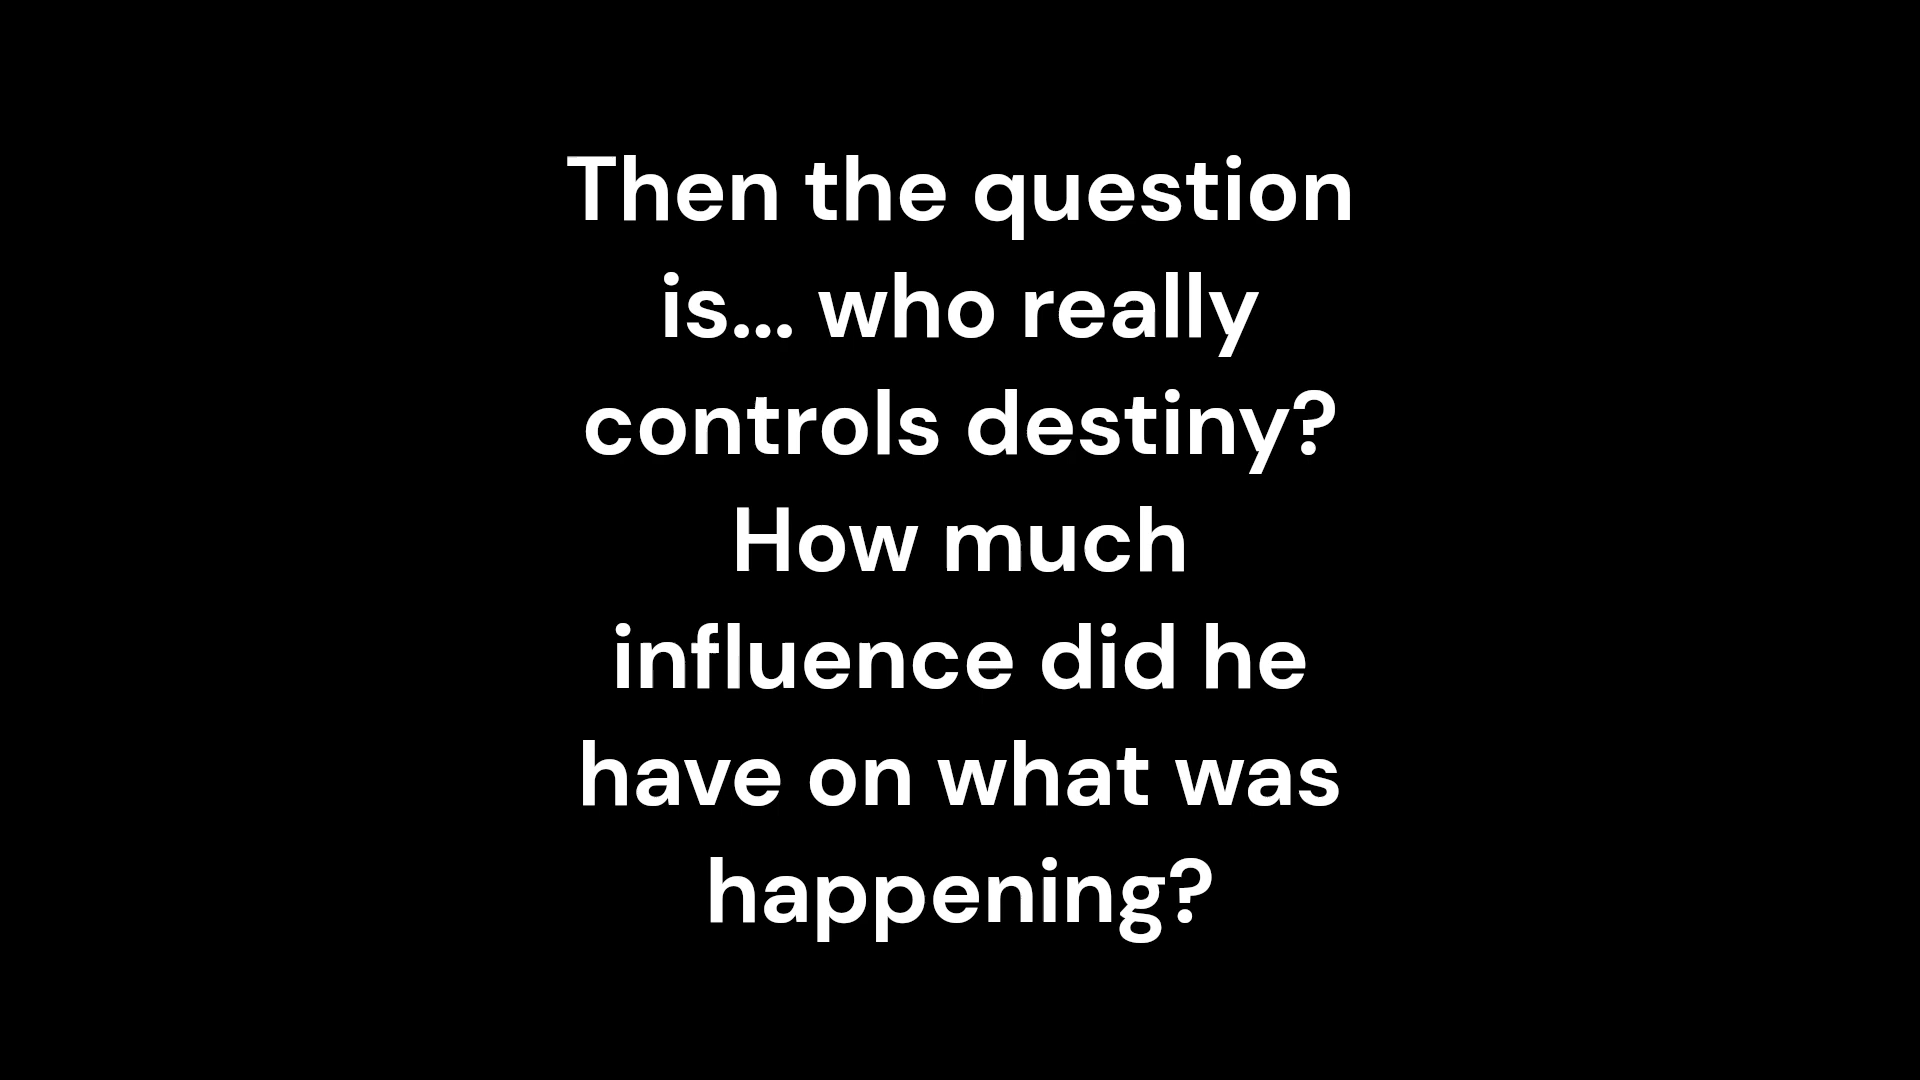 Then the question
is... who really
controls destiny?
How much
influence did he
have on what was
happening?